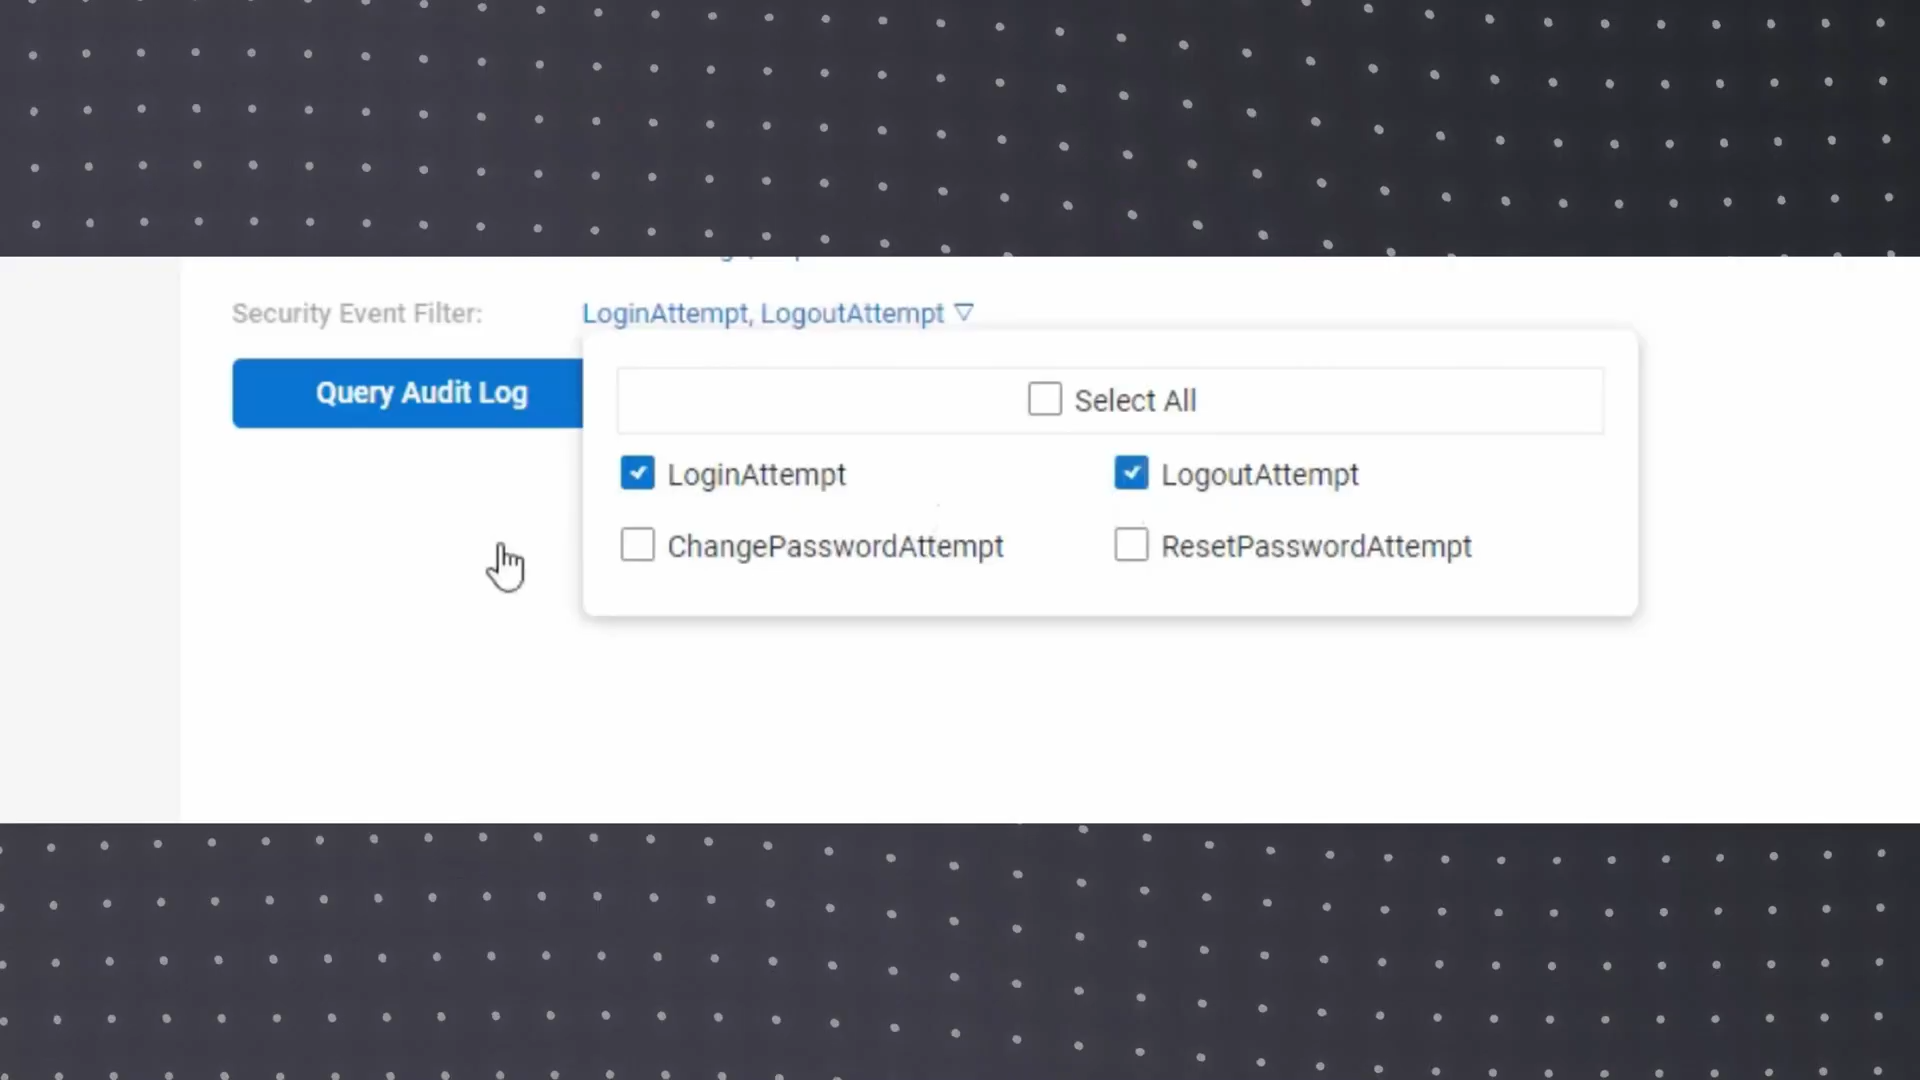 Security Event Filter: LoginAttempt, LogoutAttempt
Query Audit Log
Select All
LoginAttempt LogoutAttempt
ChangePasswordAttempt ResetPasswordAttempt